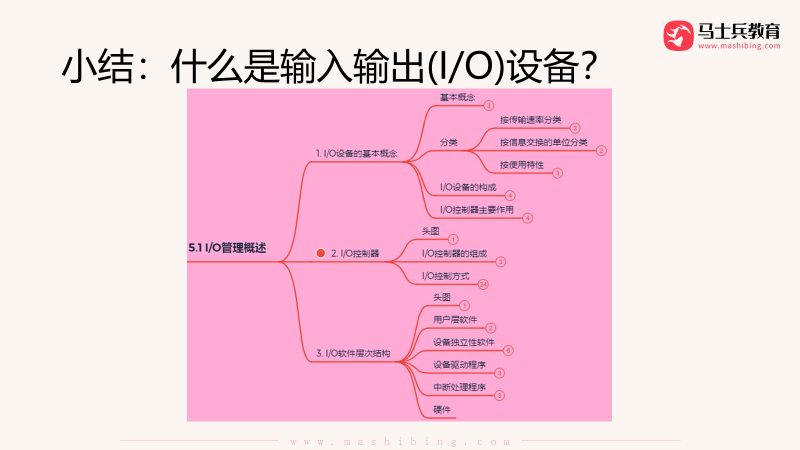 马士兵教育
www.mashibing.com
小结：什么是输入输出(I/O)设备？
5.1 I/O管理概述
1. I/O设备的基本概念
基本概念 3
分类
按传输速率分类 3
按信息交换的单位分类 2
按使用特性 3
I/O设备的构成 4
I/O控制器主要作用 4
2. I/O控制器
头图 1
I/O控制器的组成 3
I/O控制方式 24
3. I/O软件层次结构
头图 1
用户层软件 2
设备独立性软件 6
设备驱动程序 3
中断处理程序 3
硬件
www.mashibing.com